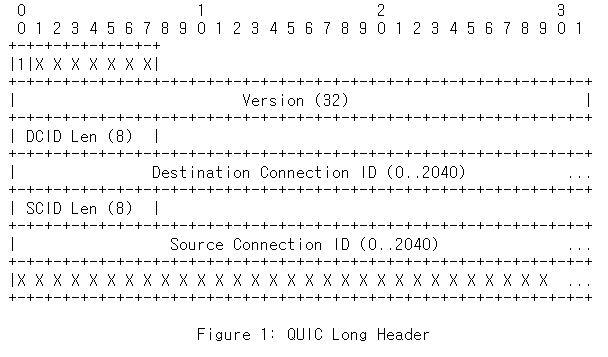 0                   1                   2                   3
0 1 2 3 4 5 6 7 8 9 0 1 2 3 4 5 6 7 8 9 0 1 2 3 4 5 6 7 8 9 0 1
+-+-+-+-+-+-+-+-+
|1|X X X X X X X|
+-+-+-+-+-+-+-+-+-+-+-+-+-+-+-+-+-+-+-+-+-+-+-+-+-+-+-+-+-+-+-+-+
|                         Version (32)                          |
+-+-+-+-+-+-+-+-+-+-+-+-+-+-+-+-+-+-+-+-+-+-+-+-+-+-+-+-+-+-+-+-+
| DCID Len (8)  |
+-+-+-+-+-+-+-+-+-+-+-+-+-+-+-+-+-+-+-+-+-+-+-+-+-+-+-+-+-+-+-+-+
|               Destination Connection ID (0..2040)           ...
+-+-+-+-+-+-+-+-+-+-+-+-+-+-+-+-+-+-+-+-+-+-+-+-+-+-+-+-+-+-+-+-+
| SCID Len (8)  |
+-+-+-+-+-+-+-+-+-+-+-+-+-+-+-+-+-+-+-+-+-+-+-+-+-+-+-+-+-+-+-+-+
|                 Source Connection ID (0..2040)              ...
+-+-+-+-+-+-+-+-+-+-+-+-+-+-+-+-+-+-+-+-+-+-+-+-+-+-+-+-+-+-+-+-+
|X X X X X X X X X X X X X X X X X X X X X X X X X X X X X X  ...
+-+-+-+-+-+-+-+-+-+-+-+-+-+-+-+-+-+-+-+-+-+-+-+-+-+-+-+-+-+-+-+-+
Figure 1: QUIC Long Header